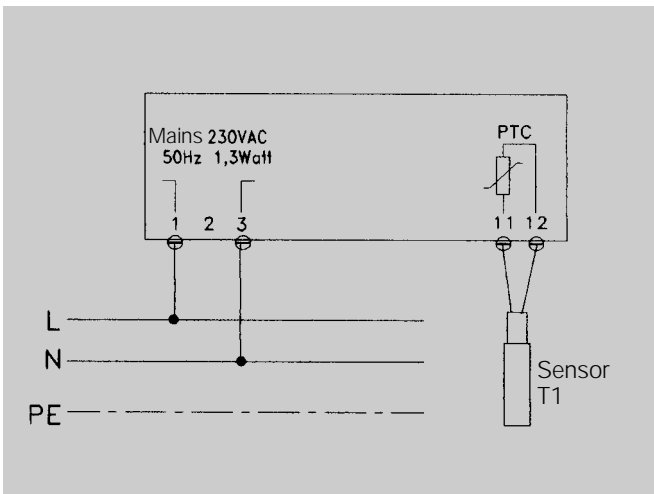 Mains 230VAC
50Hz 1,3Watt
PTC
1 2 3
11 12
L
N
PE
Sensor
T1